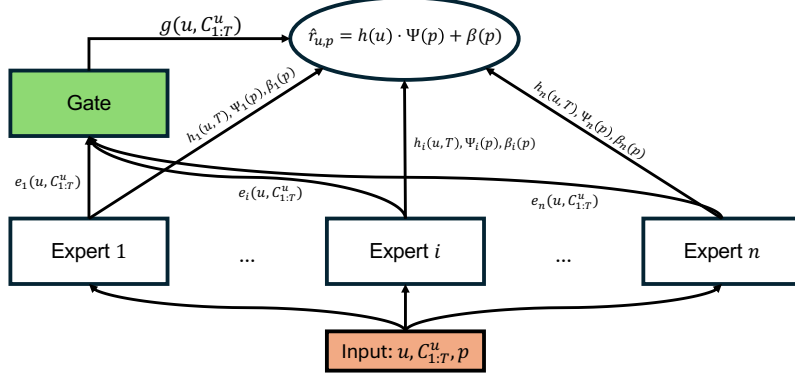 g(u, C^u_{1:T})
r̂_{u,p} = h(u) · Ψ(p) + β(p)
Gate
h_1(u,T), Ψ_1(p), β_1(p)
h_i(u,T), Ψ_i(p), β_i(p)
h_n(u,T), Ψ_n(p), β_n(p)
e_1(u, C^u_{1:T})
e_i(u, C^u_{1:T})
e_n(u, C^u_{1:T})
Expert 1
...
Expert i
...
Expert n
Input: u, C^u_{1:T}, p